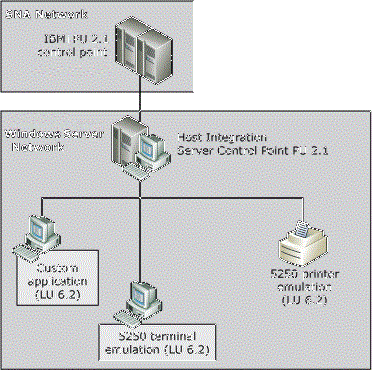 SNA Network
IBM PU 2.1
control point
Windows Server
Network
Host Integration
Server Control Point PU 2.1
Custom
application
(LU 6.2)
5250 terminal
emulation (LU 6.2)
5250 printer
emulation
(LU 6.2)